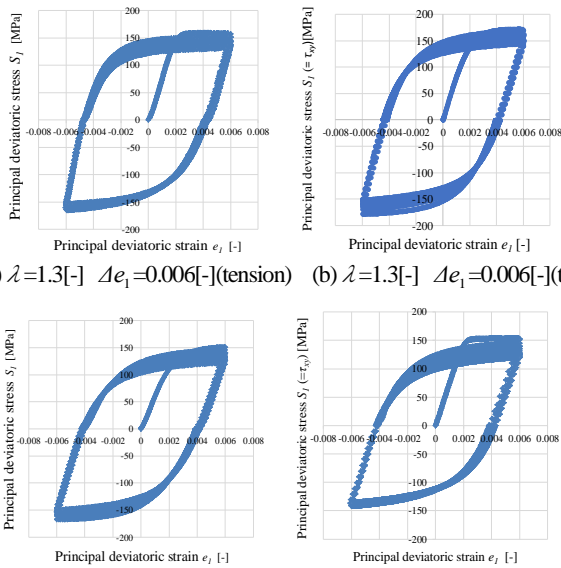 Principal deviatoric stress S1 [MPa]
200
150
100
50
0
-50
-100
-150
-200
-0.008 -0.006 -0.004 -0.002 0 0.002 0.004 0.006 0.008
Principal deviatoric strain e1 [-]
Principal deviatoric stress S1 (= τxy)[MPa]
200
150
100
50
0
-50
-100
-150
-200
-0.008 -0.006 -0.004 -0.002 0 0.002 0.004 0.006 0.008
Principal deviatoric strain e1 [-]
) λ=1.3[-] Δe1=0.006[-](tension) (b) λ=1.3[-] Δe1=0.006[-](t
Principal deviatoric stress S1 [MPa]
200
150
100
50
0
-50
-100
-150
-200
-0.008 -0.006 -0.004 -0.002 0 0.002 0.004 0.006 0.008
Principal deviatoric strain e1 [-]
Principal deviatoric stress S1 (=τxy) [MPa]
200
150
100
50
0
-50
-100
-150
-200
-0.008 -0.006 -0.004 -0.002 0 0.002 0.004 0.006 0.008
Principal deviatoric strain e1 [-]